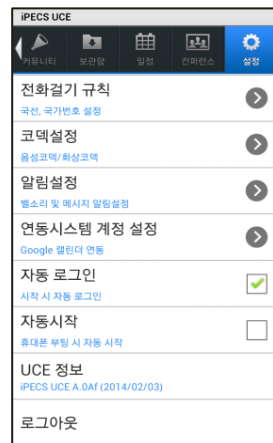 iPECS UCE
커뮤니티 보관함 일정 컨퍼런스 설정
전화걸기 규칙
국선, 국가번호 설정
코덱설정
음성코덱/화상코덱
알림설정
벨소리 및 메시지 알림설정
연동시스템 계정 설정
Google 캘린더 연동
자동 로그인
시작 시 자동 로그인
자동시작
휴대폰 부팅 시 자동 시작
UCE 정보
iPECS UCE A.0Af (2014/02/03)
로그아웃